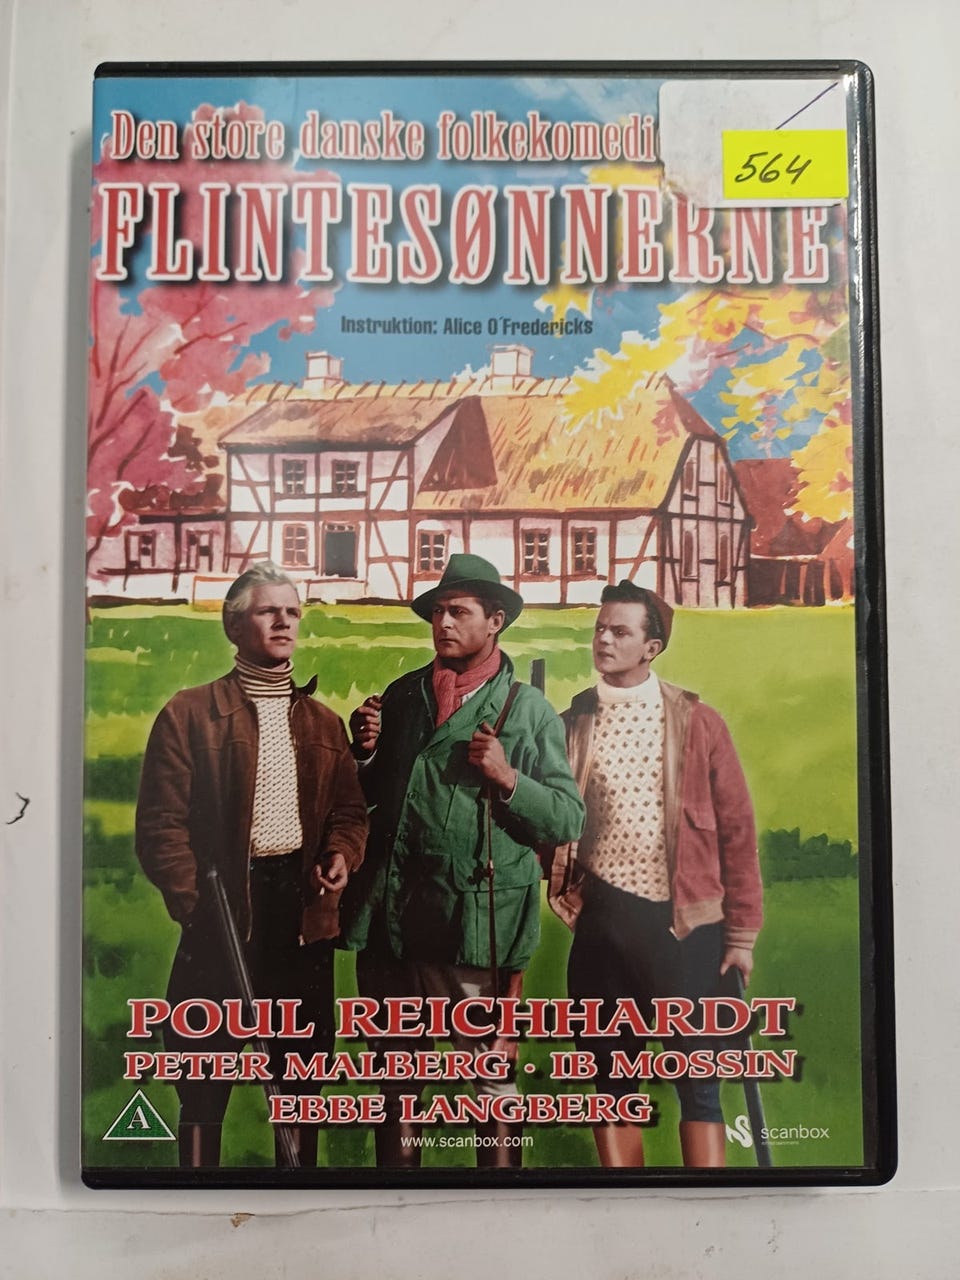 Den store danske folkekomedi
564
FLINTESØNNERNE
Instruktion: Alice O'Fredericks
POUL REICHHARDT
PETER MALBERG · IB MOSSIN
EBBE LANGBERG
A
www.scanbox.com
scanbox
entertainment